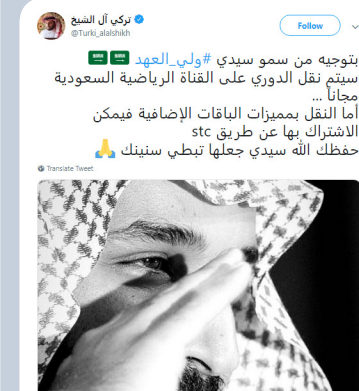 تركي آل الشيخ
@Turki_alalshikh
Follow
بتوجيه من سمو سيدي #ولي_العهد 🇸🇦🇸🇦
سيتم نقل الدوري على القناة الرياضية السعودية
مجاناً ...
أما النقل بمميزات الباقات الإضافية فيمكن
الاشتراك بها عن طريق stc
حفظك الله سيدي جعلها تبطي سنينك 🙏
Translate Tweet